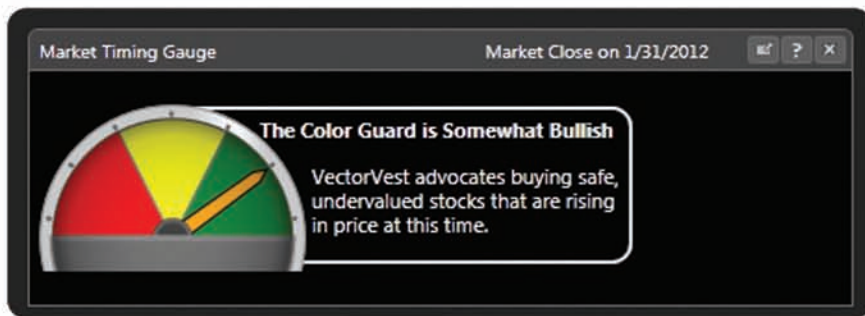 Market Timing Gauge Market Close on 1/31/2012 ?
The Color Guard is Somewhat Bullish
VectorVest advocates buying safe,
undervalued stocks that are rising
in price at this time.